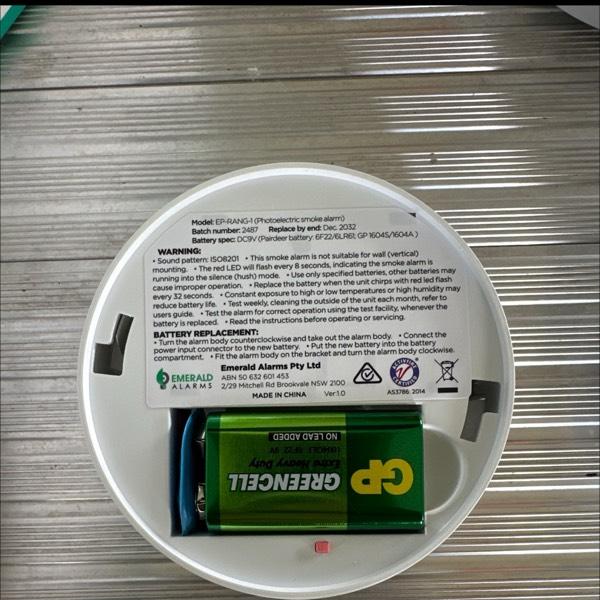 Model: EP-RANG-1 (Photoelectric smoke alarm)
Batch number: 2487 Replace by end: Dec. 2032
Battery spec: DC9V (Pairdeer battery: 6F22/6LR61; GP 1604S/1604A)
WARNING:
• Sound pattern: ISO8201 • This smoke alarm is not suitable for wall (vertical)
mounting. • The red LED will flash every 8 seconds, indicating the smoke alarm is
running into the silence (hush) mode. • Use only specified batteries, other batteries may
cause improper operation. • Replace the battery when the unit chirps with red led flash
every 32 seconds. • Constant exposure to high or low temperatures or high humidity may
reduce battery life. • Test weekly, cleaning the outside of the unit each month, refer to
users guide. • Test the alarm for correct operation using the test facility, whenever the
battery is replaced. • Read the instructions before operating or servicing.
BATTERY REPLACEMENT:
• Turn the alarm body counterclockwise and take out the alarm body. • Connect the
power input connector to the new battery. • Put the new battery into the battery
compartment. • Fit the alarm body on the bracket and turn the alarm body clockwise.
EMERALD
ALARMS
Emerald Alarms Pty Ltd
ABN 50 632 601 453
2/29 Mitchell Rd Brookvale NSW 2100
MADE IN CHINA Ver:1.0
AS3786: 2014
GP
GREENCELL
Extra Heavy Duty
6F22 9V
NO LEAD ADDED